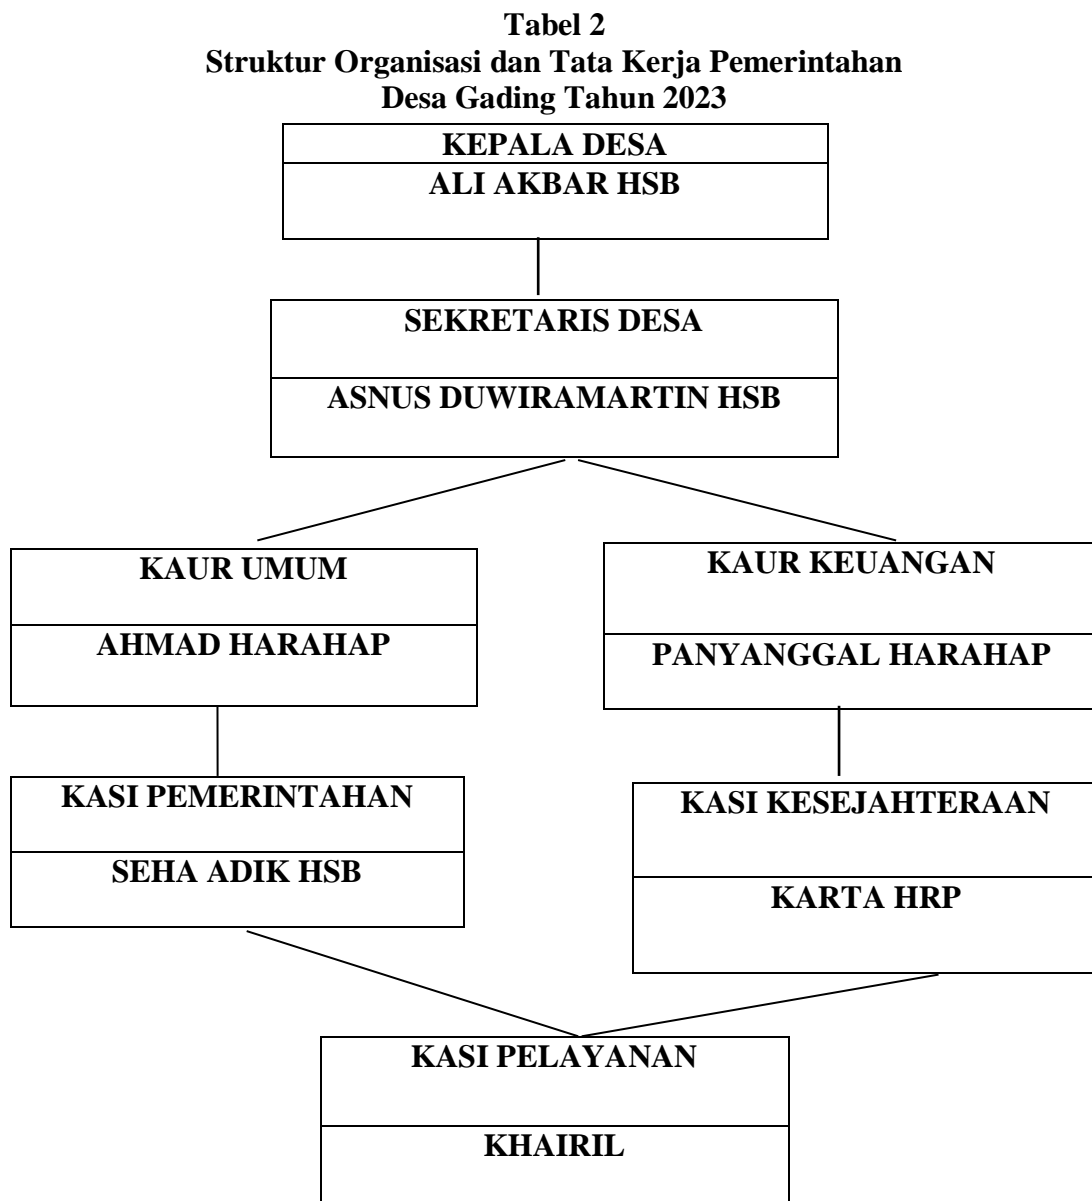 Tabel 2
Struktur Organisasi dan Tata Kerja Pemerintahan
Desa Gading Tahun 2023
KEPALA DESA
ALI AKBAR HSB
SEKRETARIS DESA
ASNUS DUWIRAMARTIN HSB
KAUR UMUM
AHMAD HARAHAP
KAUR KEUANGAN
PANYANGGAL HARAHAP
KASI PEMERINTAHAN
SEHA ADIK HSB
KASI KESEJAHTERAAN
KARTA HRP
KASI PELAYANAN
KHAIRIL